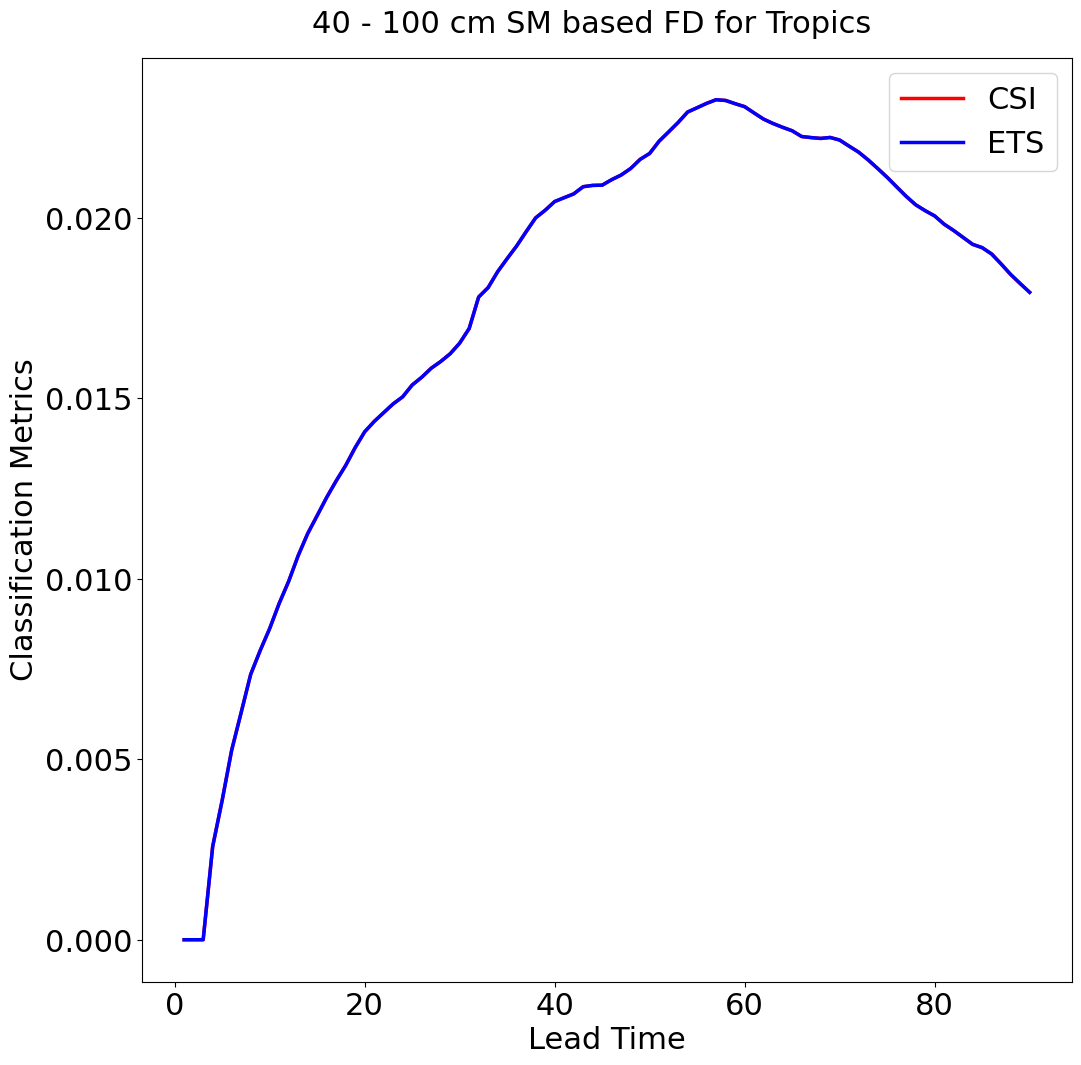 40 - 100 cm SM based FD for Tropics
CSI
ETS
Classification Metrics
0.020
0.015
0.010
0.005
0.000
0 20 40 60 80
Lead Time